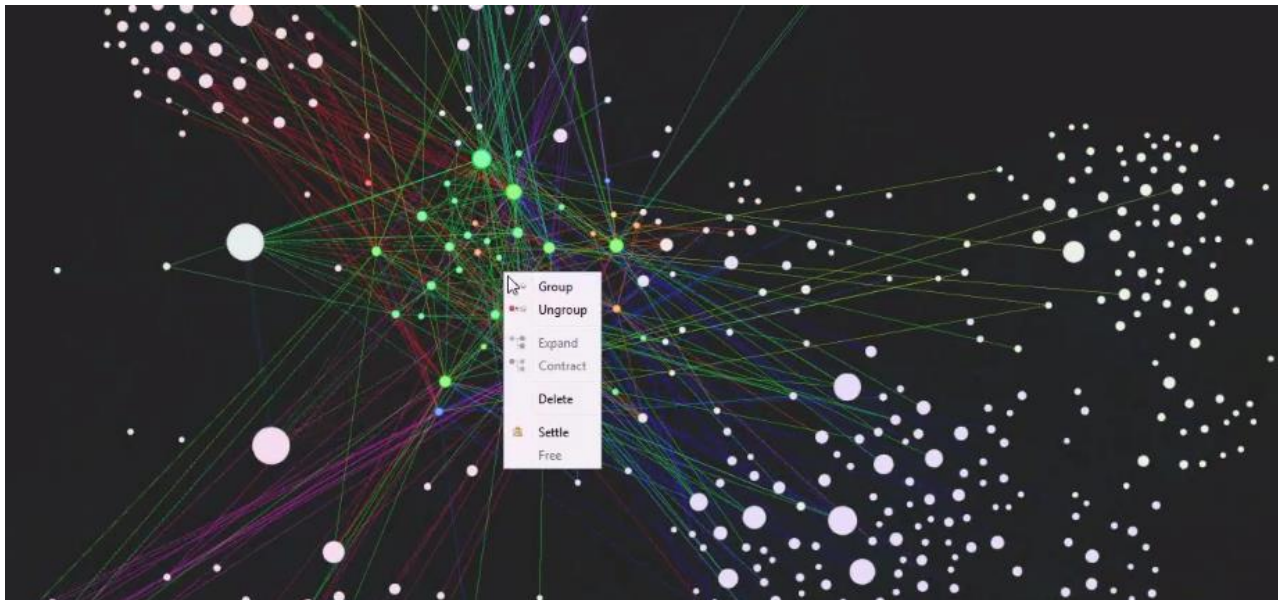 Group
Ungroup
Expand
Contract
Delete
Settle
Free